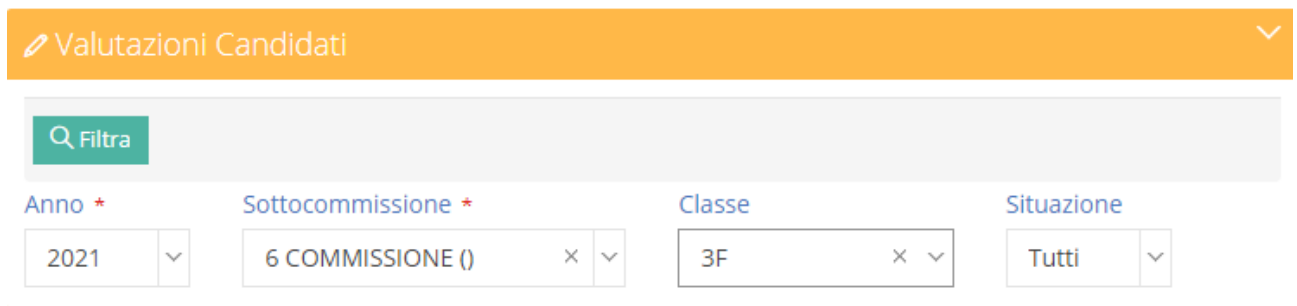 Valutazioni Candidati
Filtra
Anno * Sottocommissione * Classe Situazione
2021 6 COMMISSIONE () 3F Tutti